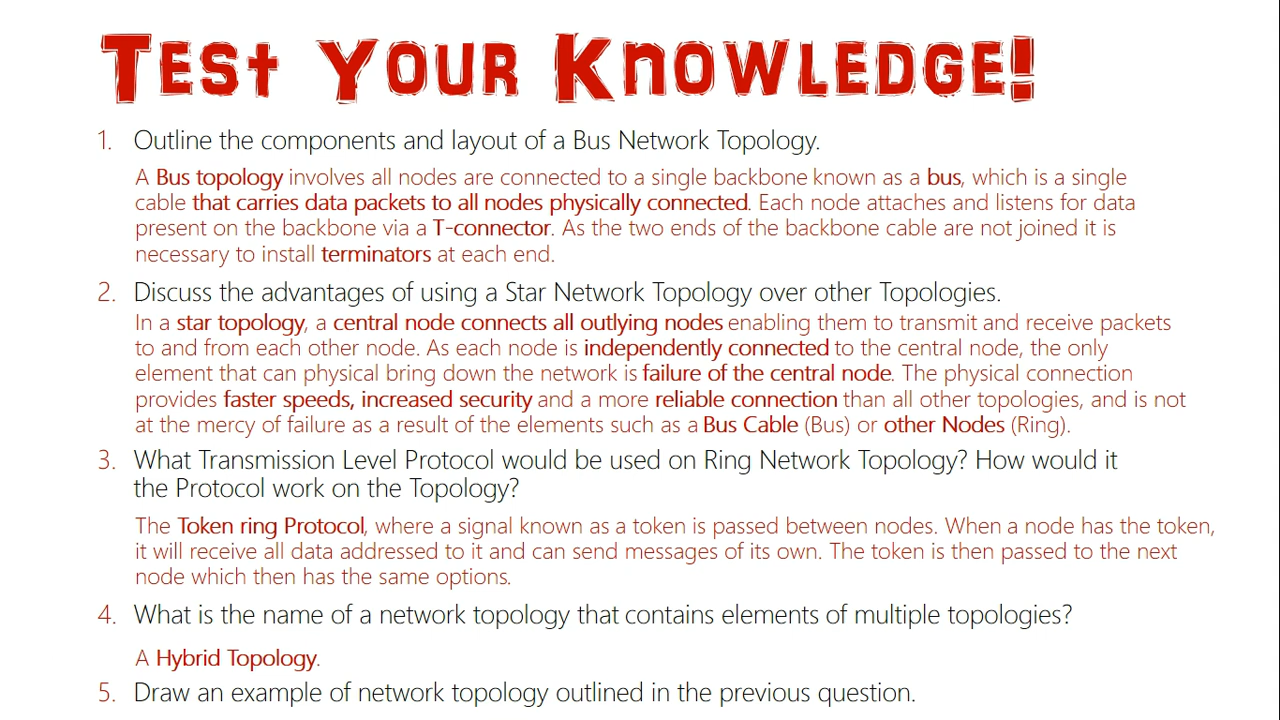 Test Your Knowledge!
1. Outline the components and layout of a Bus Network Topology.
A Bus topology involves all nodes are connected to a single backbone known as a bus, which is a single
cable that carries data packets to all nodes physically connected. Each node attaches and listens for data
present on the backbone via a T-connector. As the two ends of the backbone cable are not joined it is
necessary to install terminators at each end.
2. Discuss the advantages of using a Star Network Topology over other Topologies.
In a star topology, a central node connects all outlying nodes enabling them to transmit and receive packets
to and from each other node. As each node is independently connected to the central node, the only
element that can physical bring down the network is failure of the central node. The physical connection
provides faster speeds, increased security and a more reliable connection than all other topologies, and is not
at the mercy of failure as a result of the elements such as a Bus Cable (Bus) or other Nodes (Ring).
3. What Transmission Level Protocol would be used on Ring Network Topology? How would it
the Protocol work on the Topology?
The Token ring Protocol, where a signal known as a token is passed between nodes. When a node has the token,
it will receive all data addressed to it and can send messages of its own. The token is then passed to the next
node which then has the same options.
4. What is the name of a network topology that contains elements of multiple topologies?
A Hybrid Topology.
5. Draw an example of network topology outlined in the previous question.